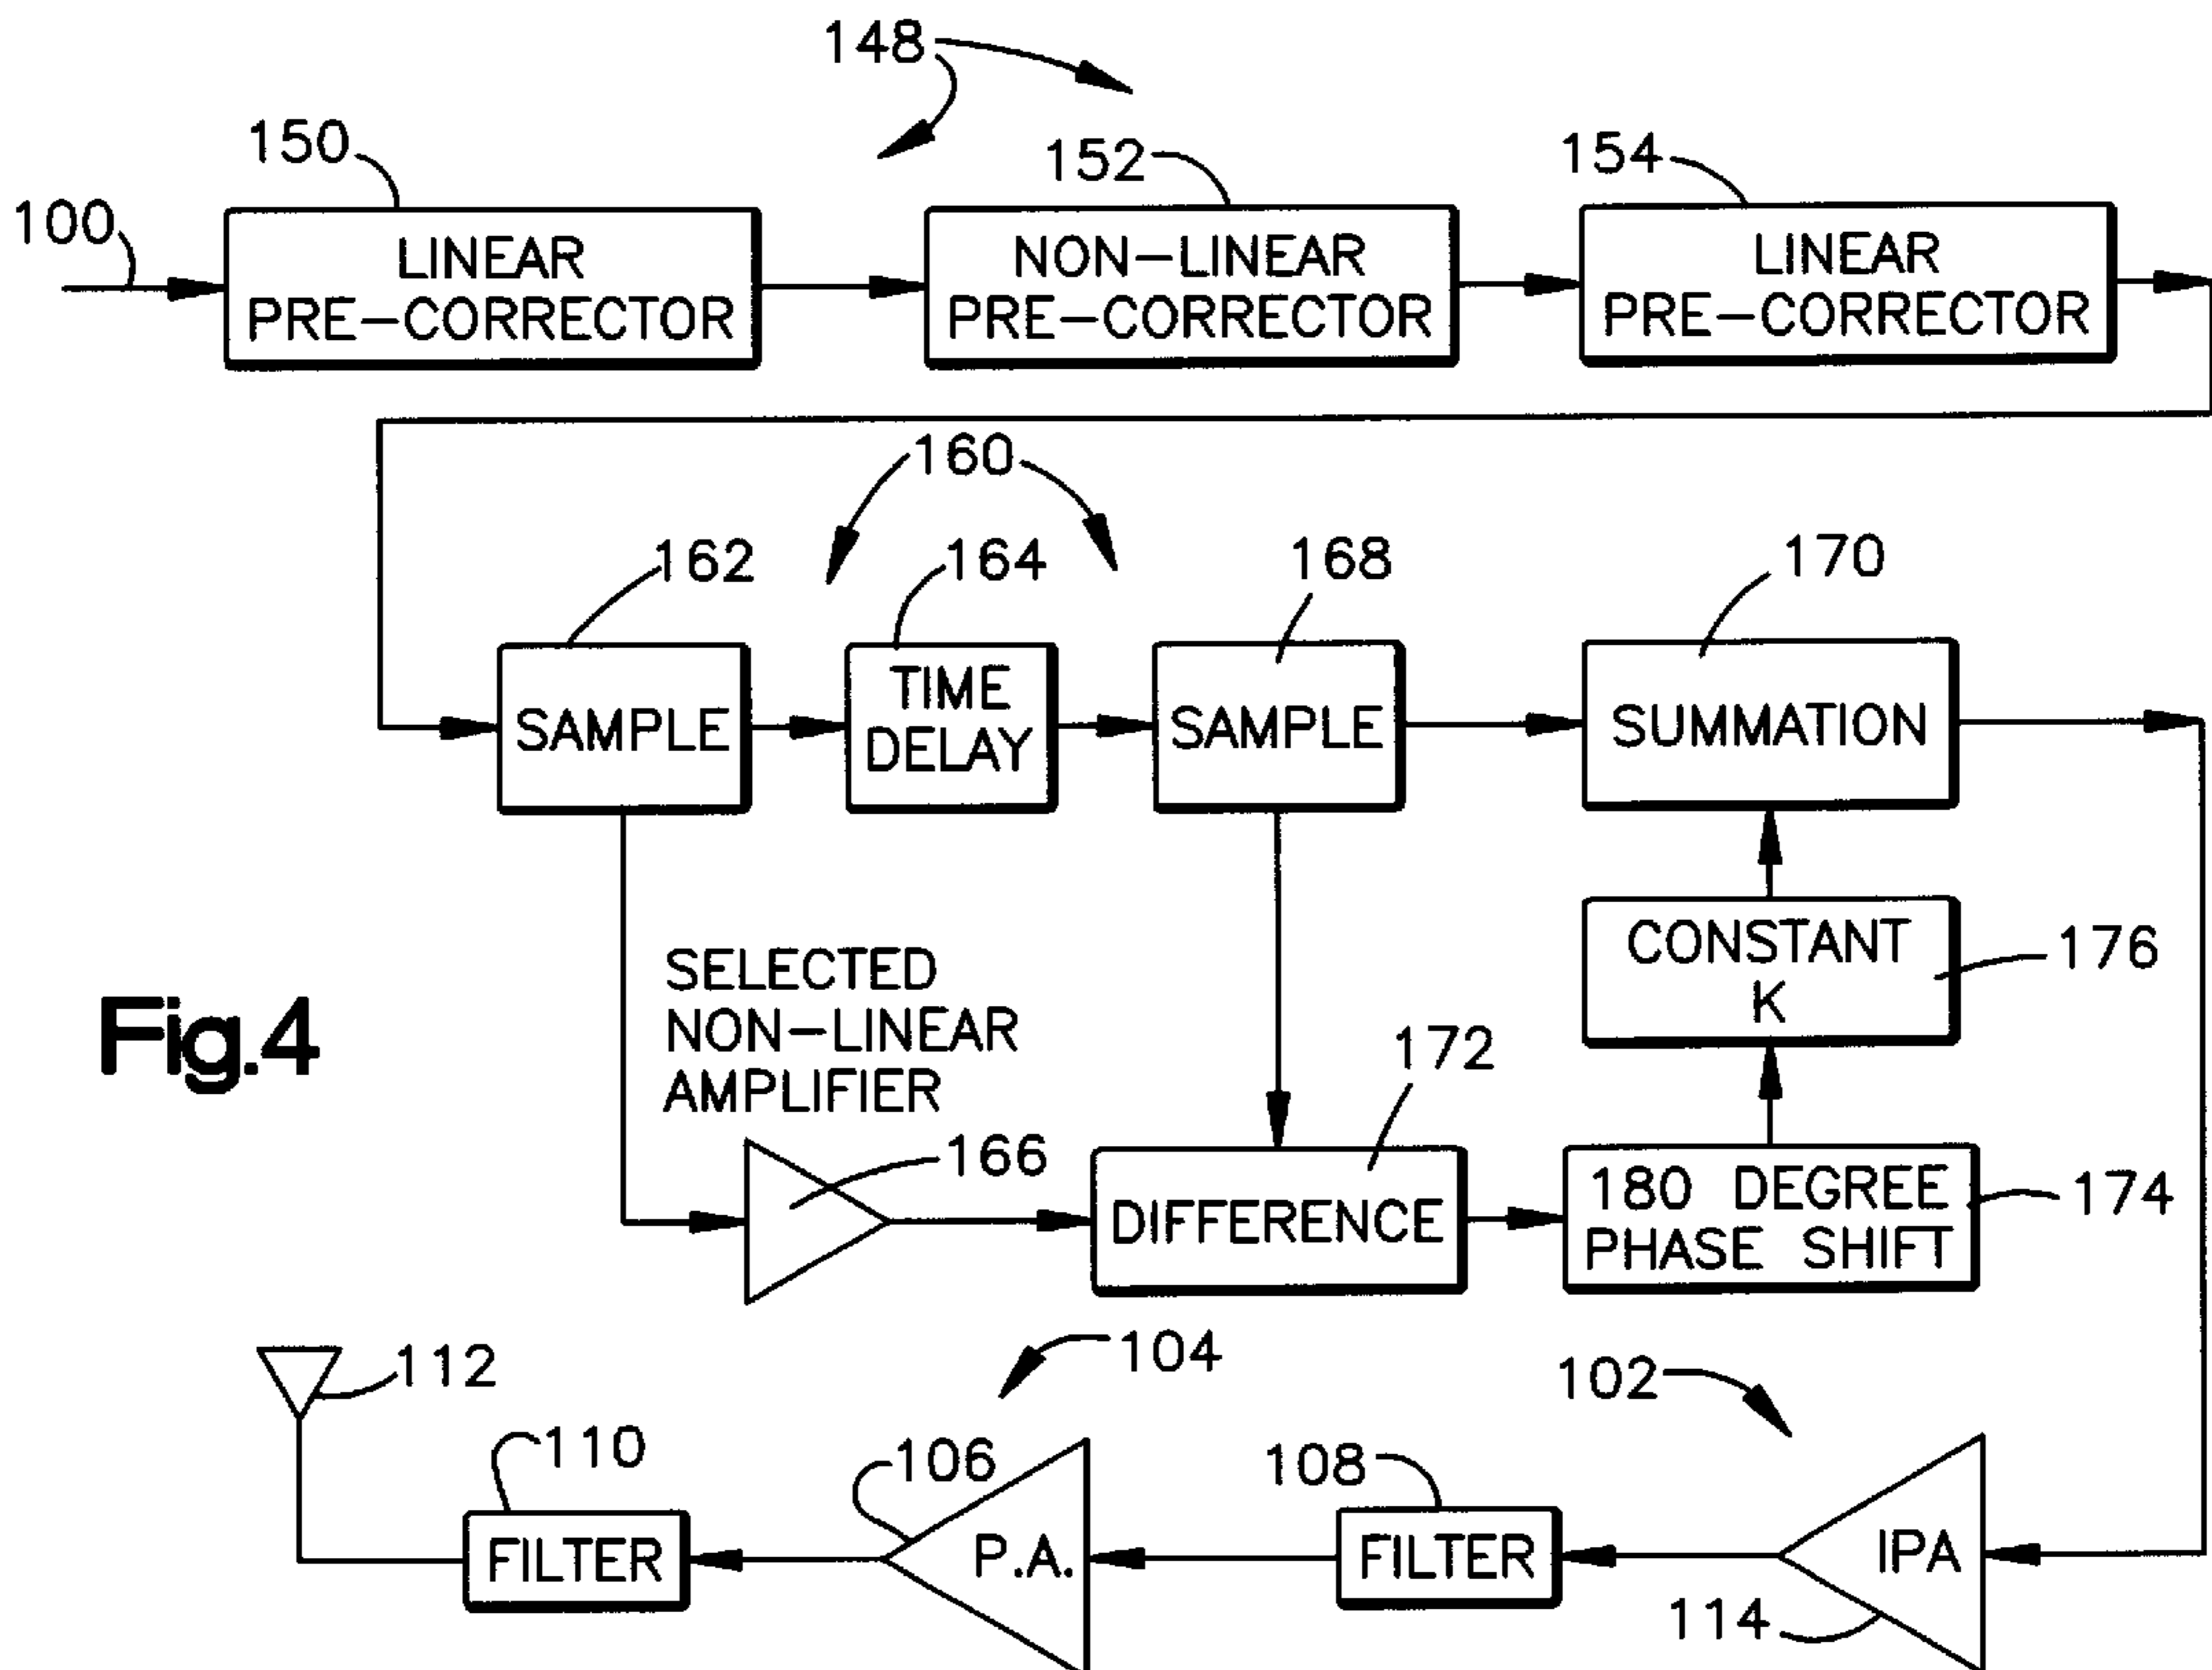 148
150
152
154
100
LINEAR
PRE-CORRECTOR
NON-LINEAR
PRE-CORRECTOR
LINEAR
PRE-CORRECTOR
160
162
164
168
170
SAMPLE
TIME
DELAY
SAMPLE
SUMMATION
CONSTANT
K
176
SELECTED
NON-LINEAR
AMPLIFIER
Fig.4
172
166
DIFFERENCE
180 DEGREE
PHASE SHIFT
174
112
104
102
110
106
108
FILTER
P.A.
FILTER
IPA
114